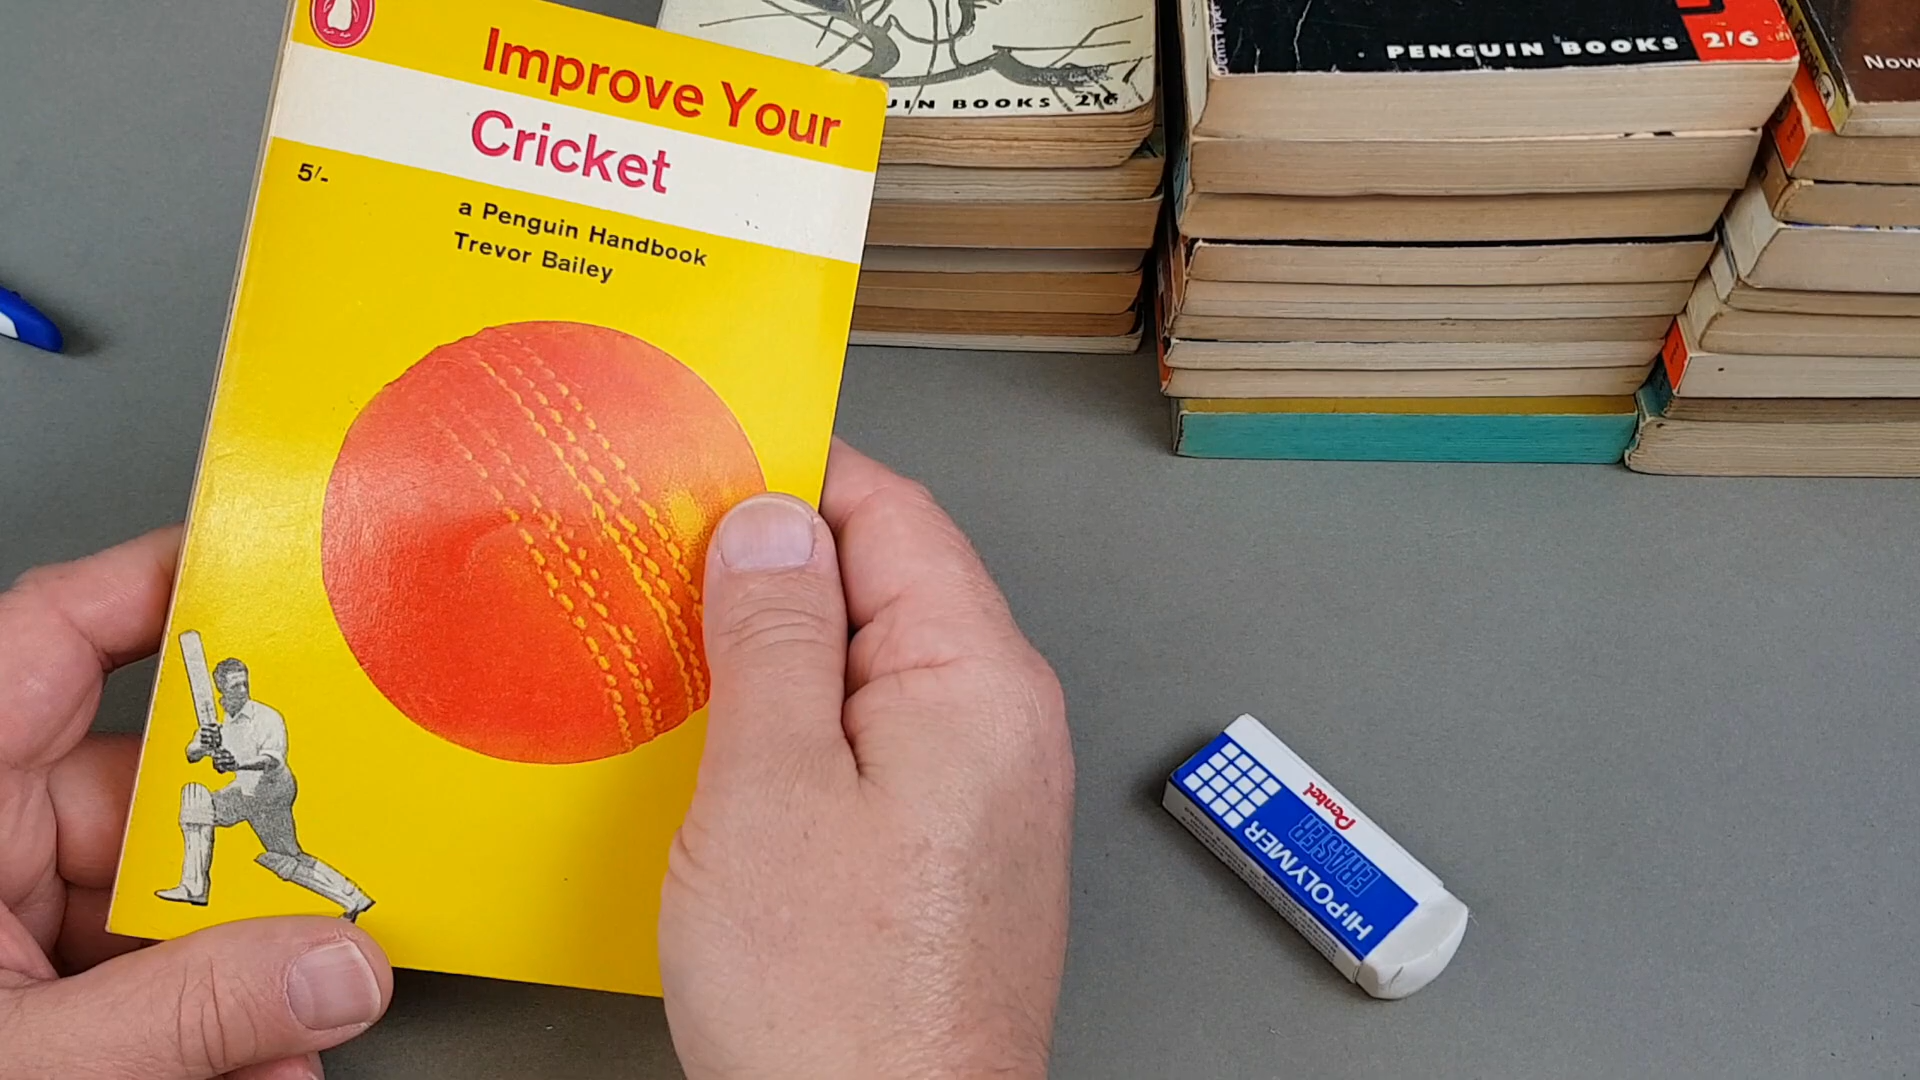 Improve Your
Cricket
5/-
a Penguin Handbook
Trevor Bailey
IN BOOKS 2/6
PENGUIN BOOKS 2/6
Now
Pentel
HI-POLYMER
ERASER